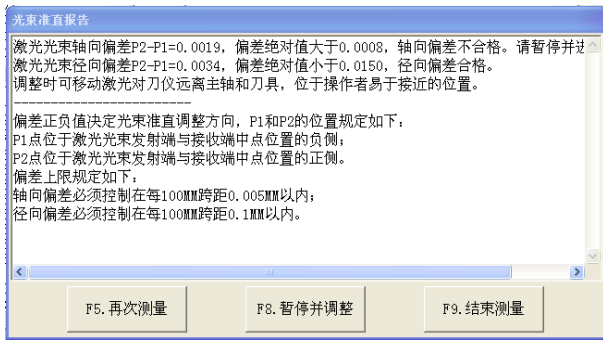 光束准直报告
激光光束轴向偏差P2-P1=0.0019, 偏差绝对值大于0.0008, 轴向偏差不合格。请暂停并
激光光束径向偏差P2-P1=0.0034, 偏差绝对值小于0.0150, 径向偏差合格。
调整时可移动激光对刀仪远离主轴和刀具, 位于操作者易于接近的位置。
------------------------
偏差正负值决定光束准直调整方向, P1和P2的位置规定如下:
P1点位于激光光束发射端与接收端中点位置的负侧;
P2点位于激光光束发射端与接收端中点位置的正侧。
偏差上限规定如下:
轴向偏差必须控制在每100MM跨距0.005MM以内;
径向偏差必须控制在每100MM跨距0.1MM以内。
F5.再次测量
F8.暂停并调整
F9.结束测量